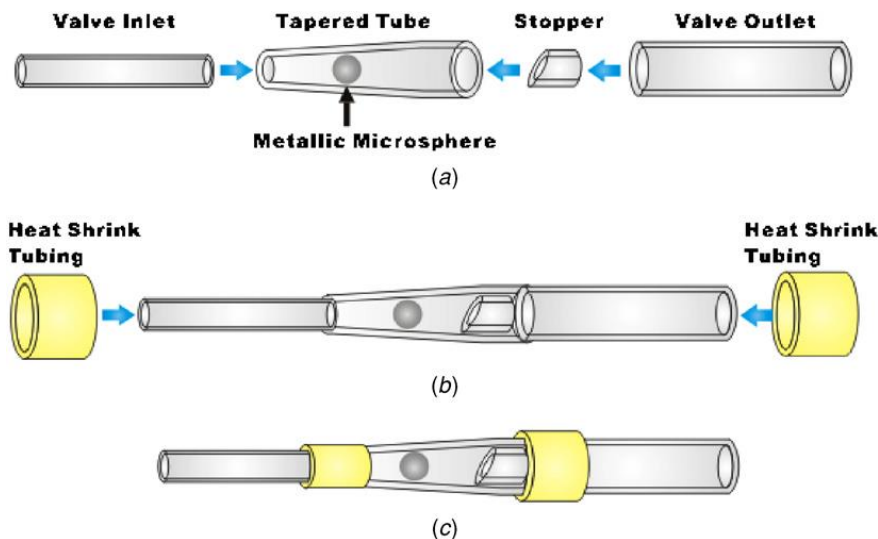 Valve Inlet
Tapered Tube
Stopper
Valve Outlet
Metallic Microsphere
(a)
Heat Shrink
Tubing
Heat Shrink
Tubing
(b)
(c)